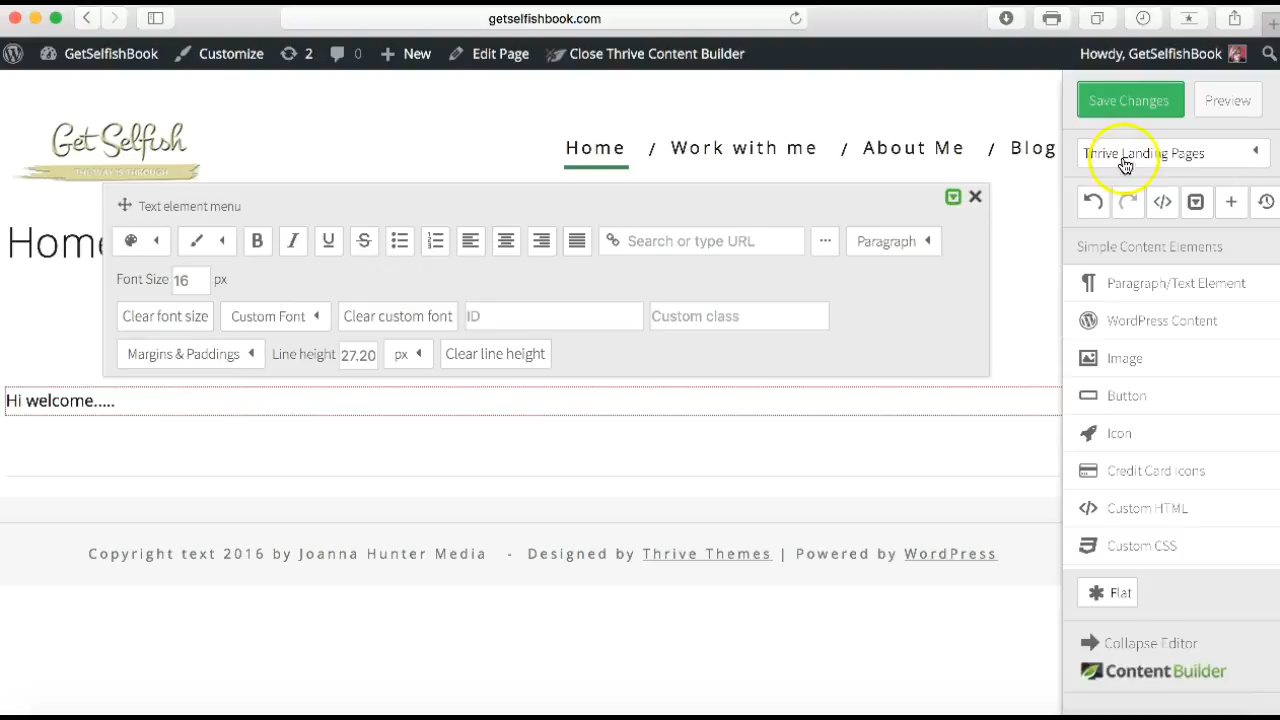 getselfishbook.com
GetSelfishBook Customize 2 0 New Edit Page Close Thrive Content Builder Howdy, GetSelfishBook
Save Changes Preview
Get Selfish
THE WAY IS THROUGH
Home / Work with me / About Me / Blog
Thrive Landing Pages
Text element menu
Home
B I U S Search or type URL ... Paragraph
Simple Content Elements
Font Size 16 px
Paragraph/Text Element
Clear font size Custom Font Clear custom font ID Custom class
WordPress Content
Margins & Paddings Line height 27.20 px Clear line height
Image
Hi welcome.....
Button
Icon
Credit Card icons
Custom HTML
Custom CSS
Copyright text 2016 by Joanna Hunter Media - Designed by Thrive Themes | Powered by WordPress
Flat
Collapse Editor
Content Builder